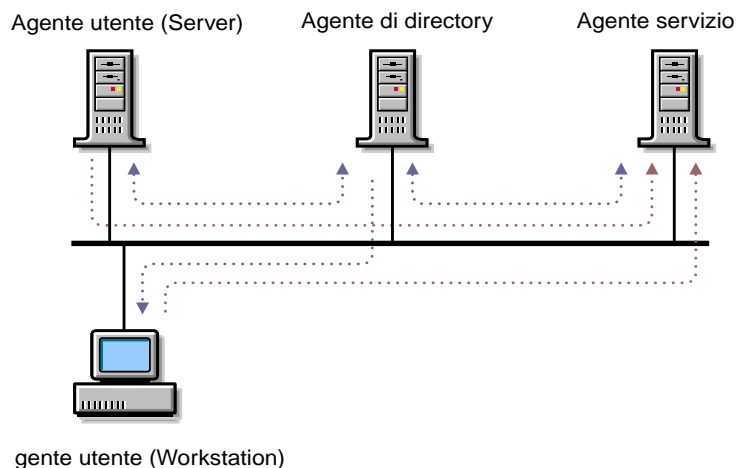 Agente utente (Server)
Agente di directory
Agente servizio
gente utente (Workstation)